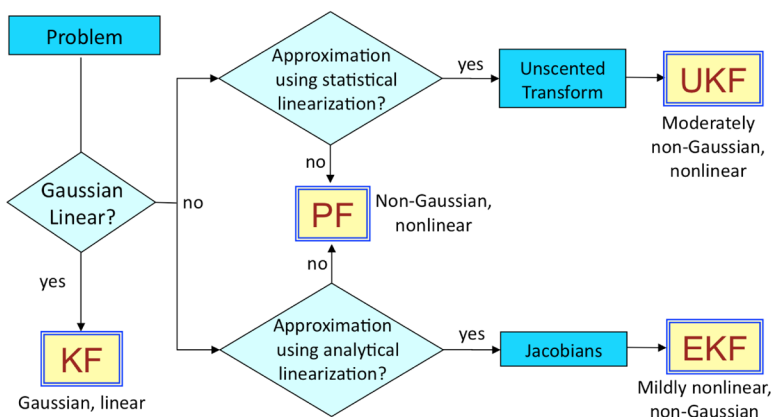 Problem
Gaussian
Linear?
yes
KF
Gaussian, linear
no
Approximation
using statistical
linearization?
yes
Unscented
Transform
UKF
Moderately
non-Gaussian,
nonlinear
no
PF
Non-Gaussian,
nonlinear
no
Approximation
using analytical
linearization?
yes
Jacobians
EKF
Mildly nonlinear,
non-Gaussian